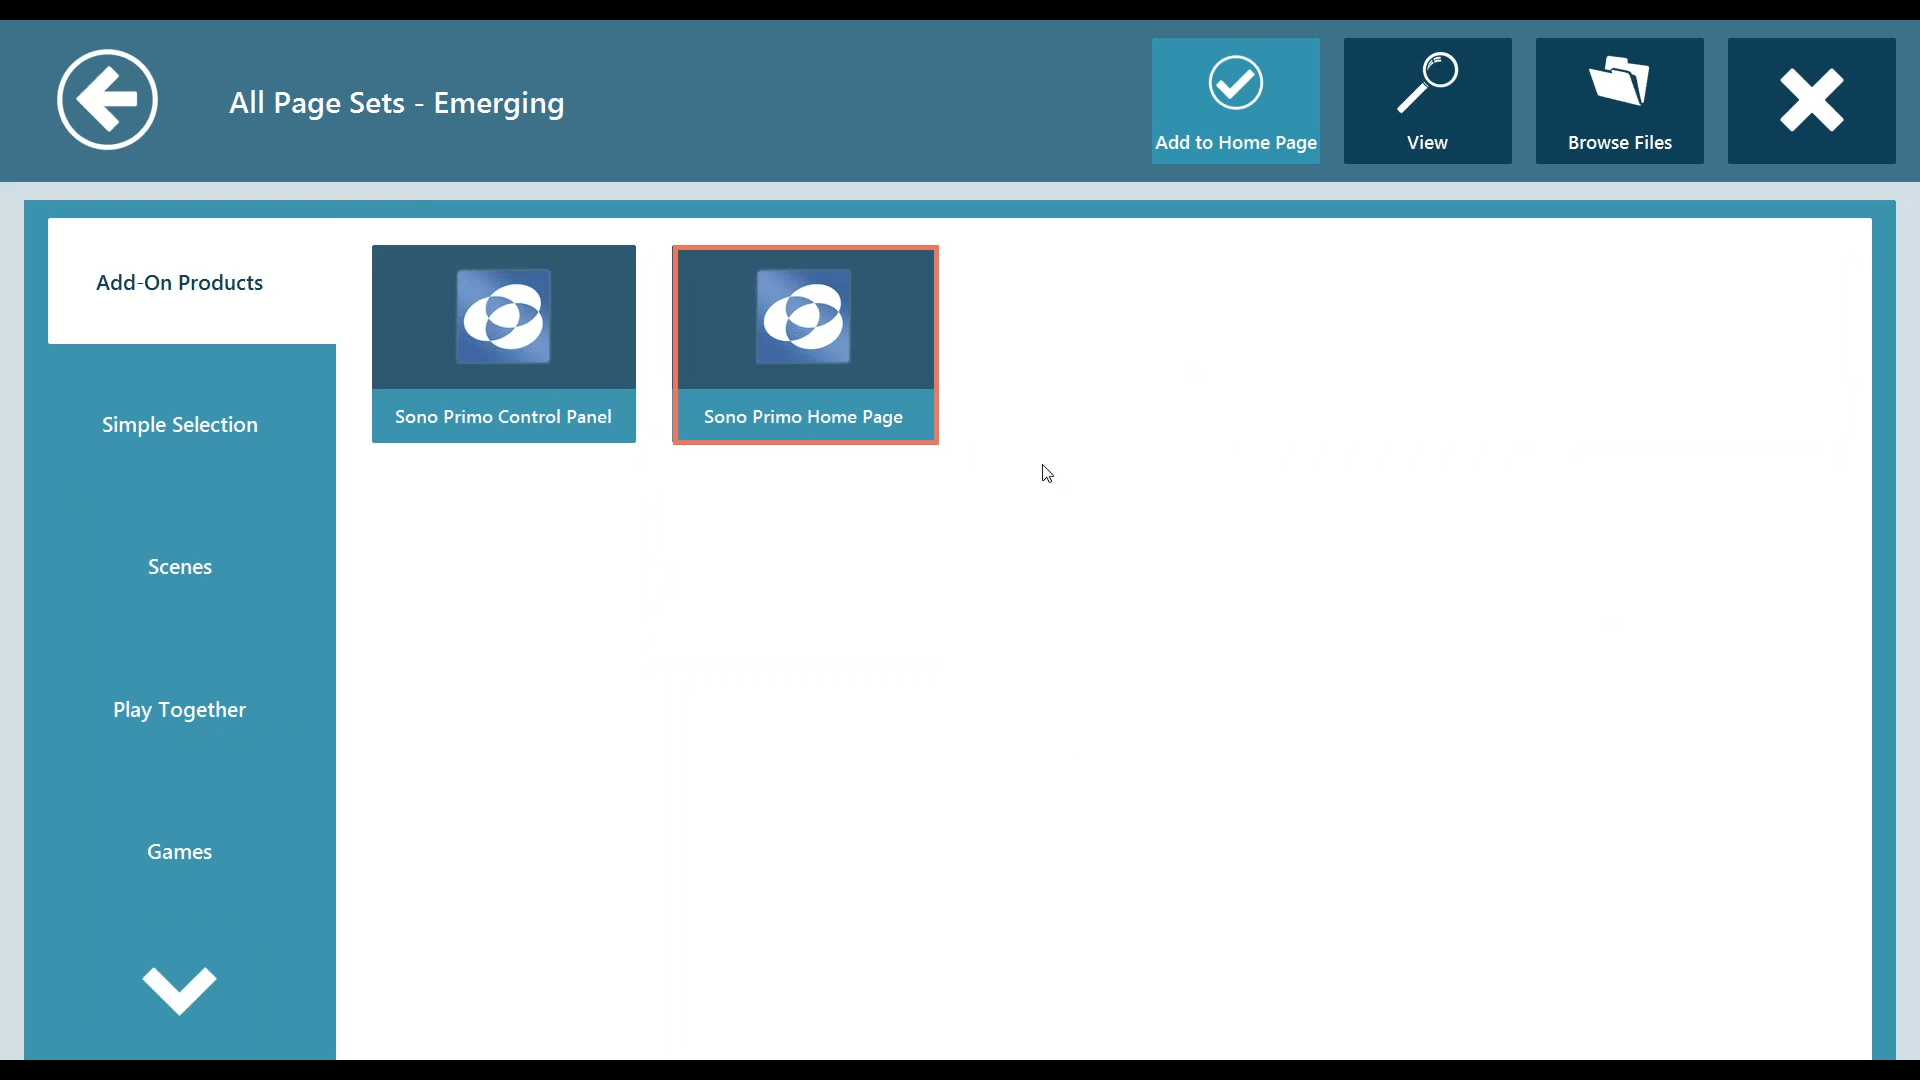 All Page Sets - Emerging
Add to Home Page
View
Browse Files
Add-On Products
Simple Selection
Scenes
Play Together
Games
Sono Primo Control Panel
Sono Primo Home Page